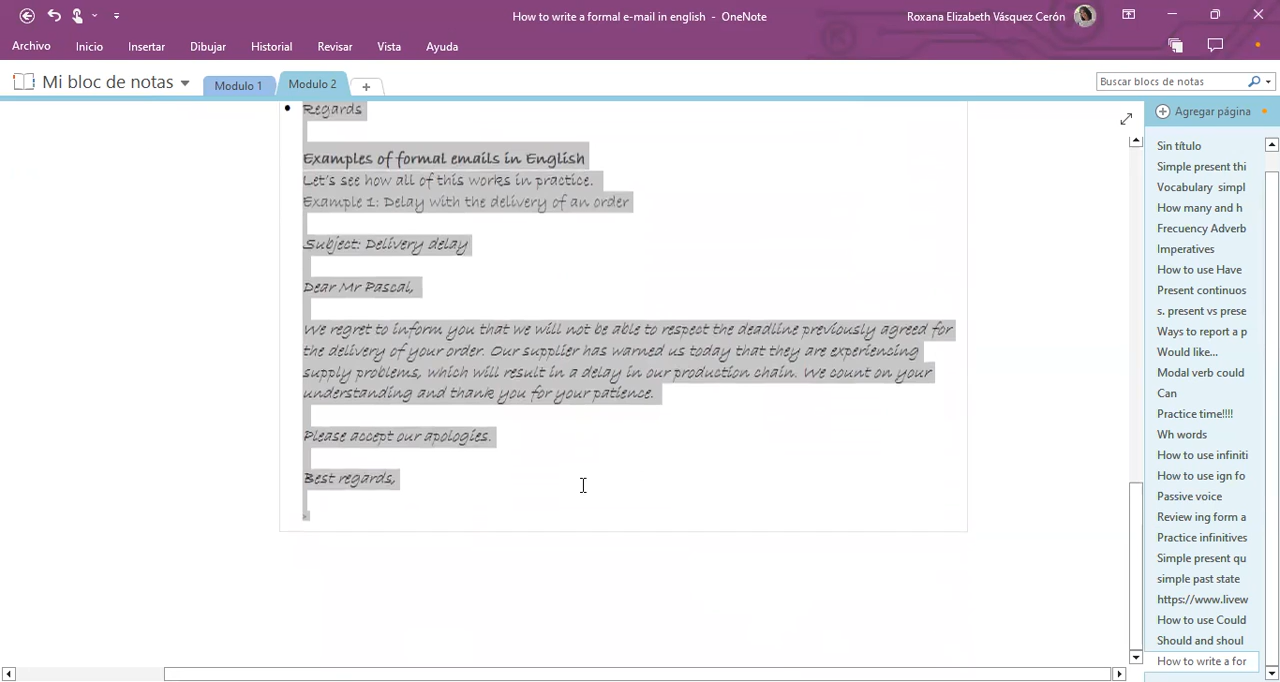 How to write a formal e-mail in english - OneNote
Roxana Elizabeth Vásquez Cerón
Archivo Inicio Insertar Dibujar Historial Revisar Vista Ayuda
Mi bloc de notas Modulo 1 Modulo 2 +
Buscar blocs de notas
Agregar página
• Regards
Examples of formal emails in English
Let's see how all of this works in practice.
Example 1: Delay with the delivery of an order
Subject: Delivery delay
Dear Mr Pascal,
We regret to inform you that we will not be able to respect the deadline previously agreed for
the delivery of your order. Our supplier has warned us today that they are experiencing
supply problems, which will result in a delay in our production chain. We count on your
understanding and thank you for your patience.
Please accept our apologies.
Best regards,
Sin título
Simple present thi
Vocabulary simpl
How many and h
Frecuency Adverb
Imperatives
How to use Have
Present continuos
s. present vs prese
Ways to report a p
Would like...
Modal verb could
Can
Practice time!!!!
Wh words
How to use infiniti
How to use ign fo
Passive voice
Review ing form a
Practice infinitives
Simple present qu
simple past state
https://www.livew
How to use Could
Should and shoul
How to write a for